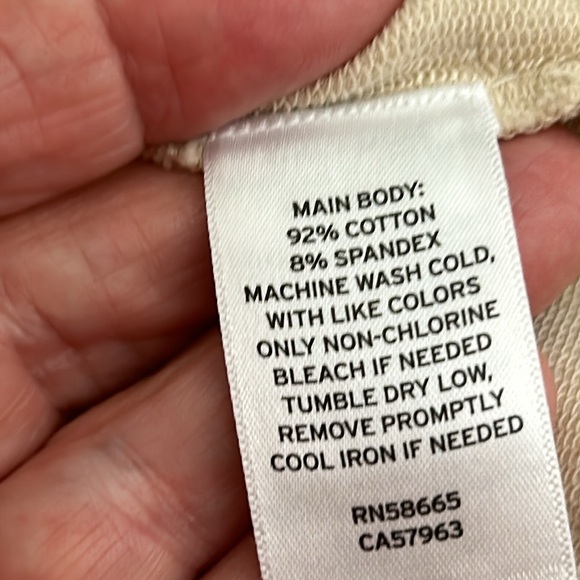 MAIN BODY:
92% COTTON
8% SPANDEX
MACHINE WASH COLD,
WITH LIKE COLORS
ONLY NON-CHLORINE
BLEACH IF NEEDED
TUMBLE DRY LOW,
REMOVE PROMPTLY
COOL IRON IF NEEDED
RN58665
CA57963